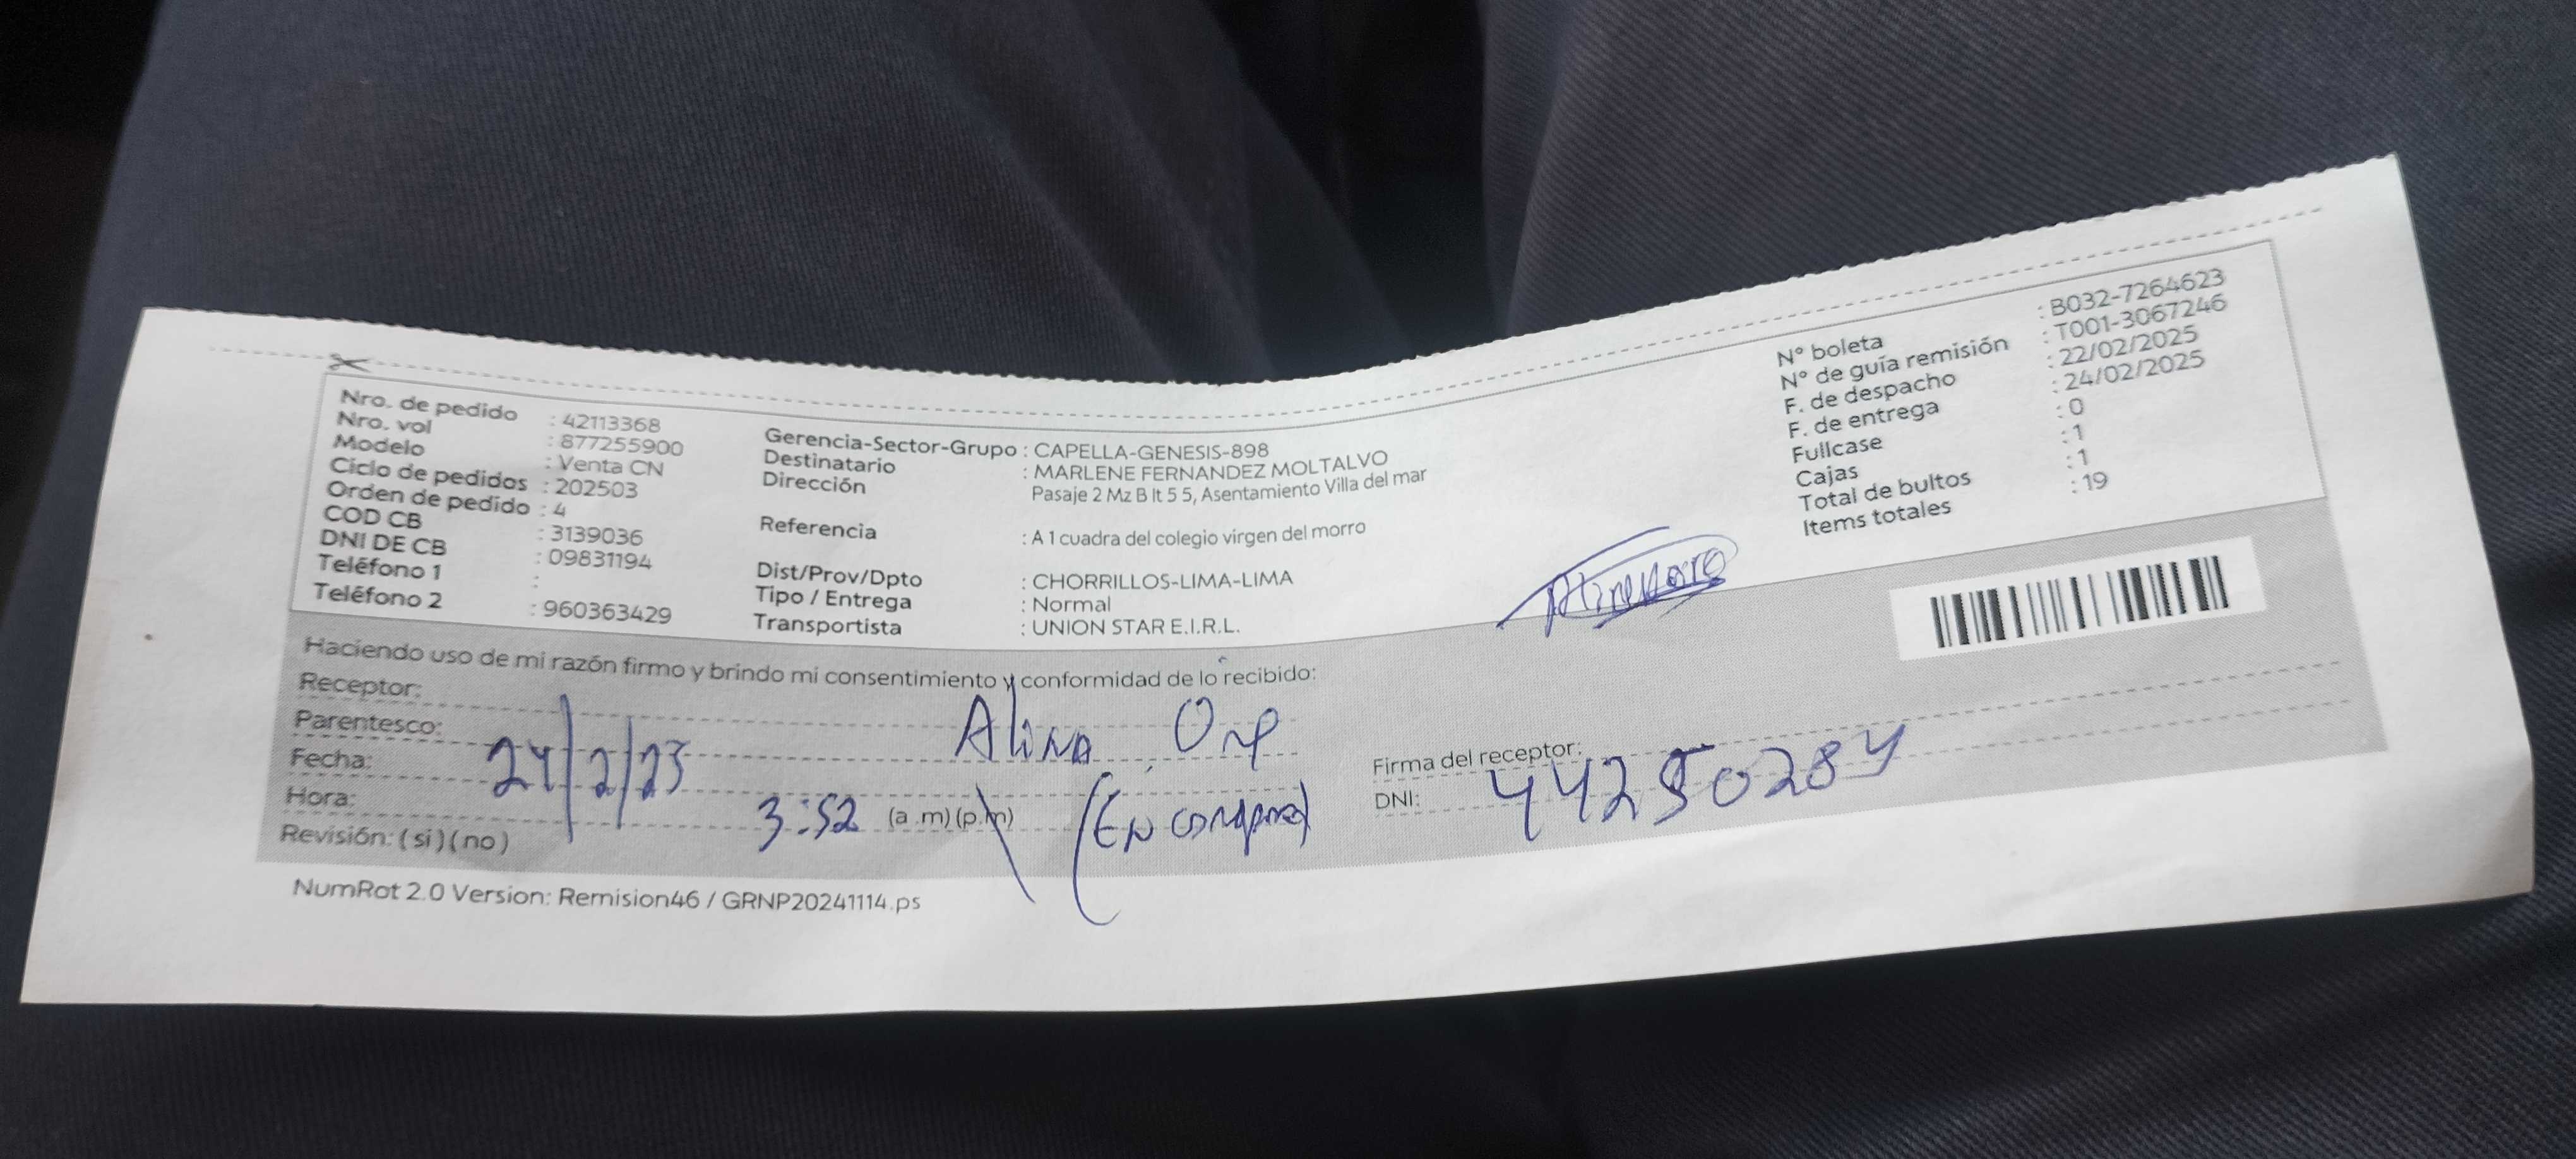 Nro. de pedido : 42113368
Nro. vol : 877255900
Modelo : Venta CN
Ciclo de pedidos : 202503
Orden de pedido : 4
COD CB : 3139036
DNI DE CB : 09831194
Teléfono 1 :
Teléfono 2 : 960363429
Gerencia-Sector-Grupo : CAPELLA-GENESIS-898
Destinatario : MARLENE FERNANDEZ MOLTALVO
Dirección Pasaje 2 Mz B lt 5 5, Asentamiento Villa del mar
Referencia : A 1 cuadra del colegio virgen del morro
Dist/Prov/Dpto : CHORRILLOS-LIMA-LIMA
Tipo / Entrega : Normal
Transportista : UNION STAR E.I.R.L.
N° boleta : B032-7264623
N° de guía remisión : T001-3067246
F. de despacho : 22/02/2025
F. de entrega : 24/02/2025
Fullcase : 0
Cajas : 1
Total de bultos : 1
Items totales : 19
Haciendo uso de mi razón firmo y brindo mi consentimiento y conformidad de lo recibido:
Receptor:
Parentesco: Alina
Fecha: 24/2/25
Hora: 3:52 (a.m) (p.m)
Revisión: ( si ) ( no )
Firma del receptor:
DNI: 44250284
NumRot 2.0 Version: Remision46 / GRNP20241114.ps